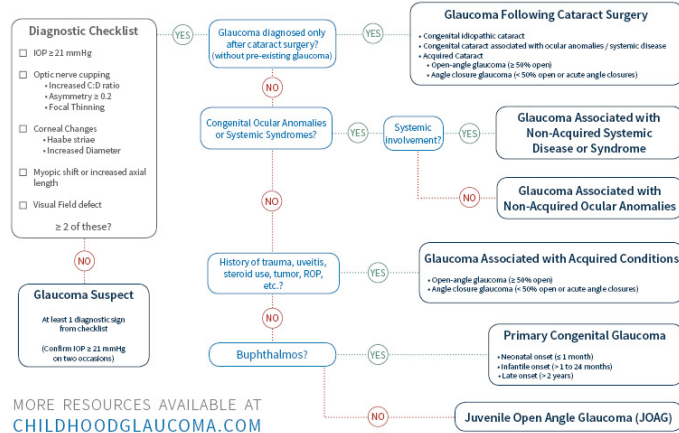 Diagnostic Checklist
IOP ≥ 21 mmHg
Optic nerve cupping
• Increased C:D ratio
• Asymmetry ≥ 0.2
• Focal Thinning
Corneal Changes
• Haabe striae
• Increased Diameter
Myopic shift or increased axial
length
Visual Field defect
≥ 2 of these?
YES
Glaucoma diagnosed only
after cataract surgery?
(without pre-existing glaucoma)
YES
Glaucoma Following Cataract Surgery
• Congenital idiopathic cataract
• Congenital cataract associated with ocular anomalies / systemic disease
• Acquired Cataract
• Open-angle glaucoma (≥ 50% open)
• Angle closure glaucoma (< 50% open or acute angle closures)
NO
Congenital Ocular Anomalies
or Systemic Syndromes?
YES
Systemic
involvement?
YES
Glaucoma Associated with
Non-Acquired Systemic
Disease or Syndrome
NO
Glaucoma Associated with
Non-Acquired Ocular Anomalies
NO
History of trauma, uveitis,
steroid use, tumor, ROP,
etc.?
YES
Glaucoma Associated with Acquired Conditions
• Open-angle glaucoma (≥ 50% open)
• Angle closure glaucoma (< 50% open or acute angle closures)
NO
Glaucoma Suspect
At least 1 diagnostic sign
from checklist
(Confirm IOP ≥ 21 mmHg
on two occasions)
NO
Buphthalmos?
YES
Primary Congenital Glaucoma
• Neonatal onset (≤ 1 month)
• Infantile onset (> 1 to 24 months)
• Late onset (> 2 years)
NO
Juvenile Open Angle Glaucoma (JOAG)
MORE RESOURCES AVAILABLE AT
CHILDHOODGLAUCOMA.COM